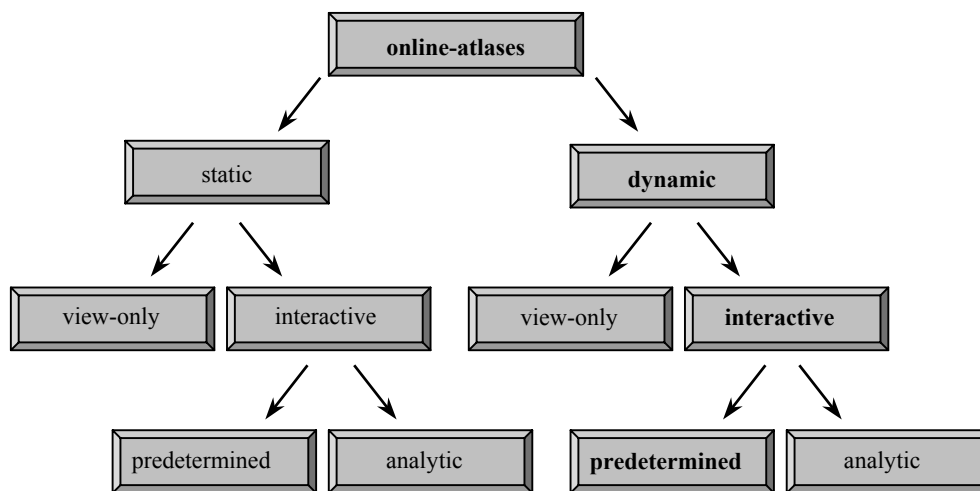 online-atlases
static
dynamic
view-only
interactive
view-only
interactive
predetermined
analytic
predetermined
analytic